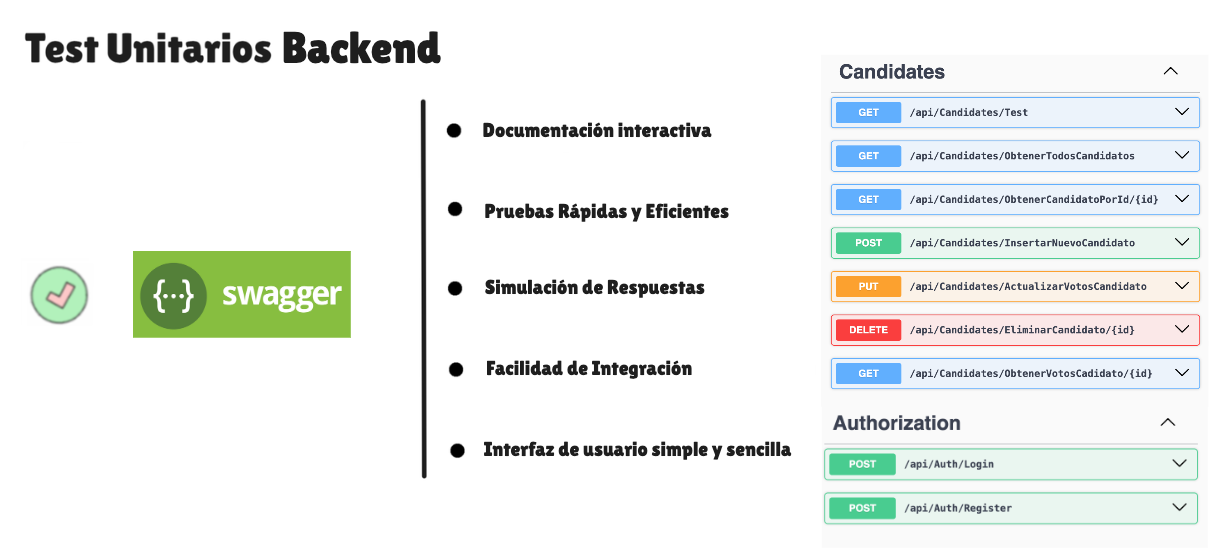 Test Unitarios Backend
{···} swagger
Documentación interactiva
Pruebas Rápidas y Eficientes
Simulación de Respuestas
Facilidad de Integración
Interfaz de usuario simple y sencilla
Candidates
GET /api/Candidates/Test
GET /api/Candidates/ObtenerTodosCandidatos
GET /api/Candidates/ObtenerCandidatoPorId/{id}
POST /api/Candidates/InsertarNuevoCandidato
PUT /api/Candidates/ActualizarVotosCandidato
DELETE /api/Candidates/EliminarCandidato/{id}
GET /api/Candidates/ObtenerVotosCadidato/{id}
Authorization
POST /api/Auth/Login
POST /api/Auth/Register